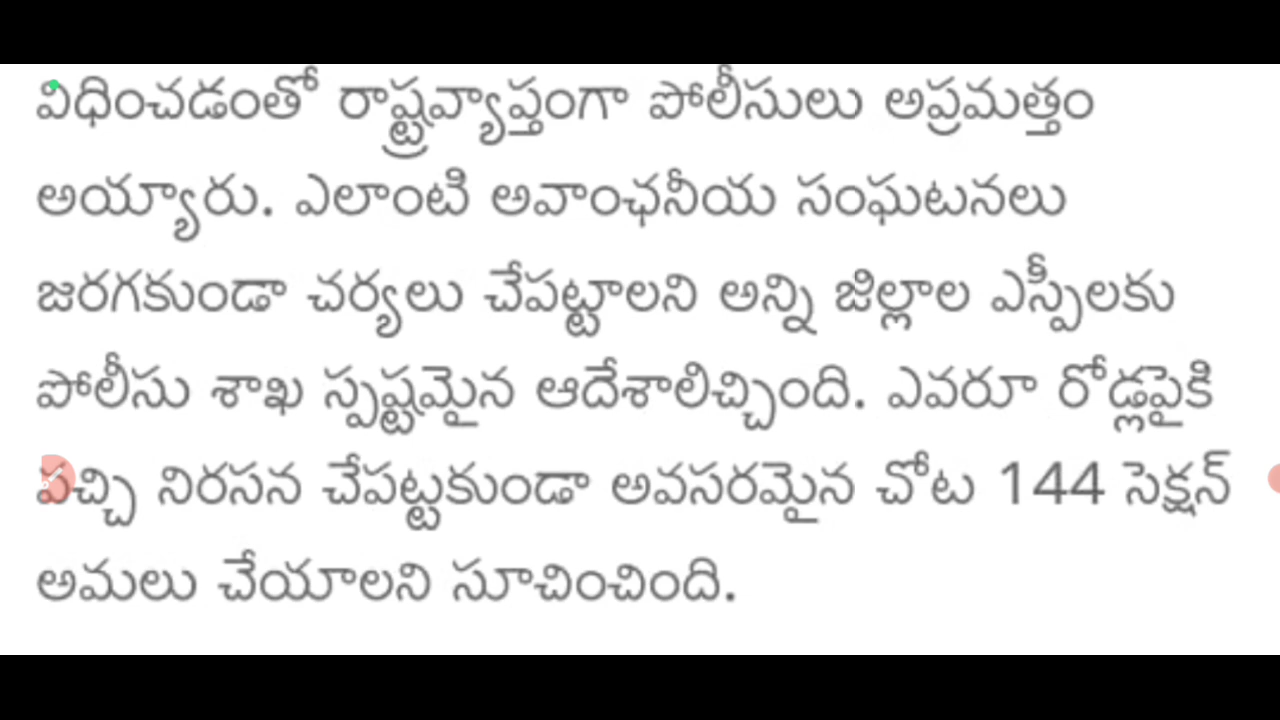 విధించడంతో రాష్ట్రవ్యాప్తంగా పోలీసులు అప్రమత్తం
అయ్యారు. ఎలాంటి అవాంఛనీయ సంఘటనలు
జరగకుండా చర్యలు చేపట్టాలని అన్ని జిల్లాల ఎస్పీలకు
పోలీసు శాఖ స్పష్టమైన ఆదేశాలిచ్చింది. ఎవరూ రోడ్లపైకి
వచ్చి నిరసన చేపట్టకుండా అవసరమైన చోట 144 సెక్షన్
అమలు చేయాలని సూచించింది.